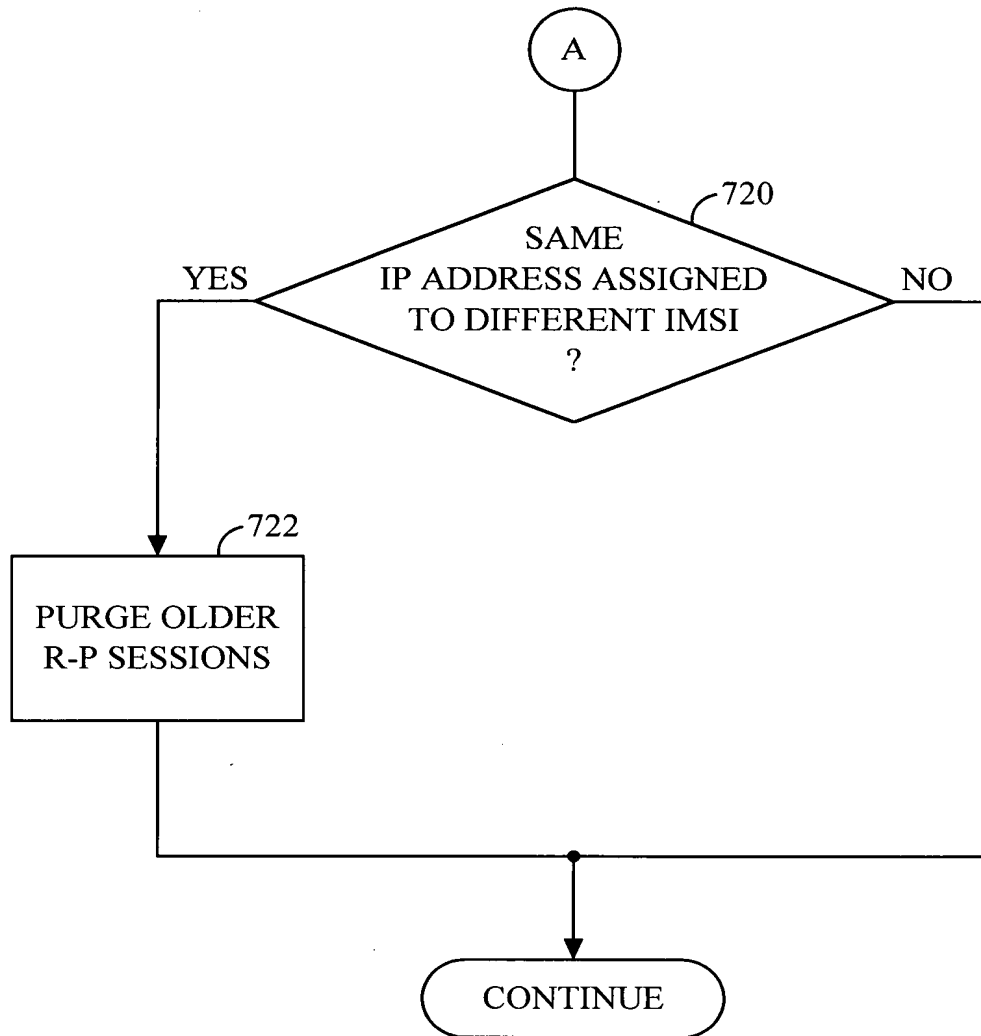 A
720
SAME
IP ADDRESS ASSIGNED
TO DIFFERENT IMSI
?
YES
NO
722
PURGE OLDER
R-P SESSIONS
CONTINUE